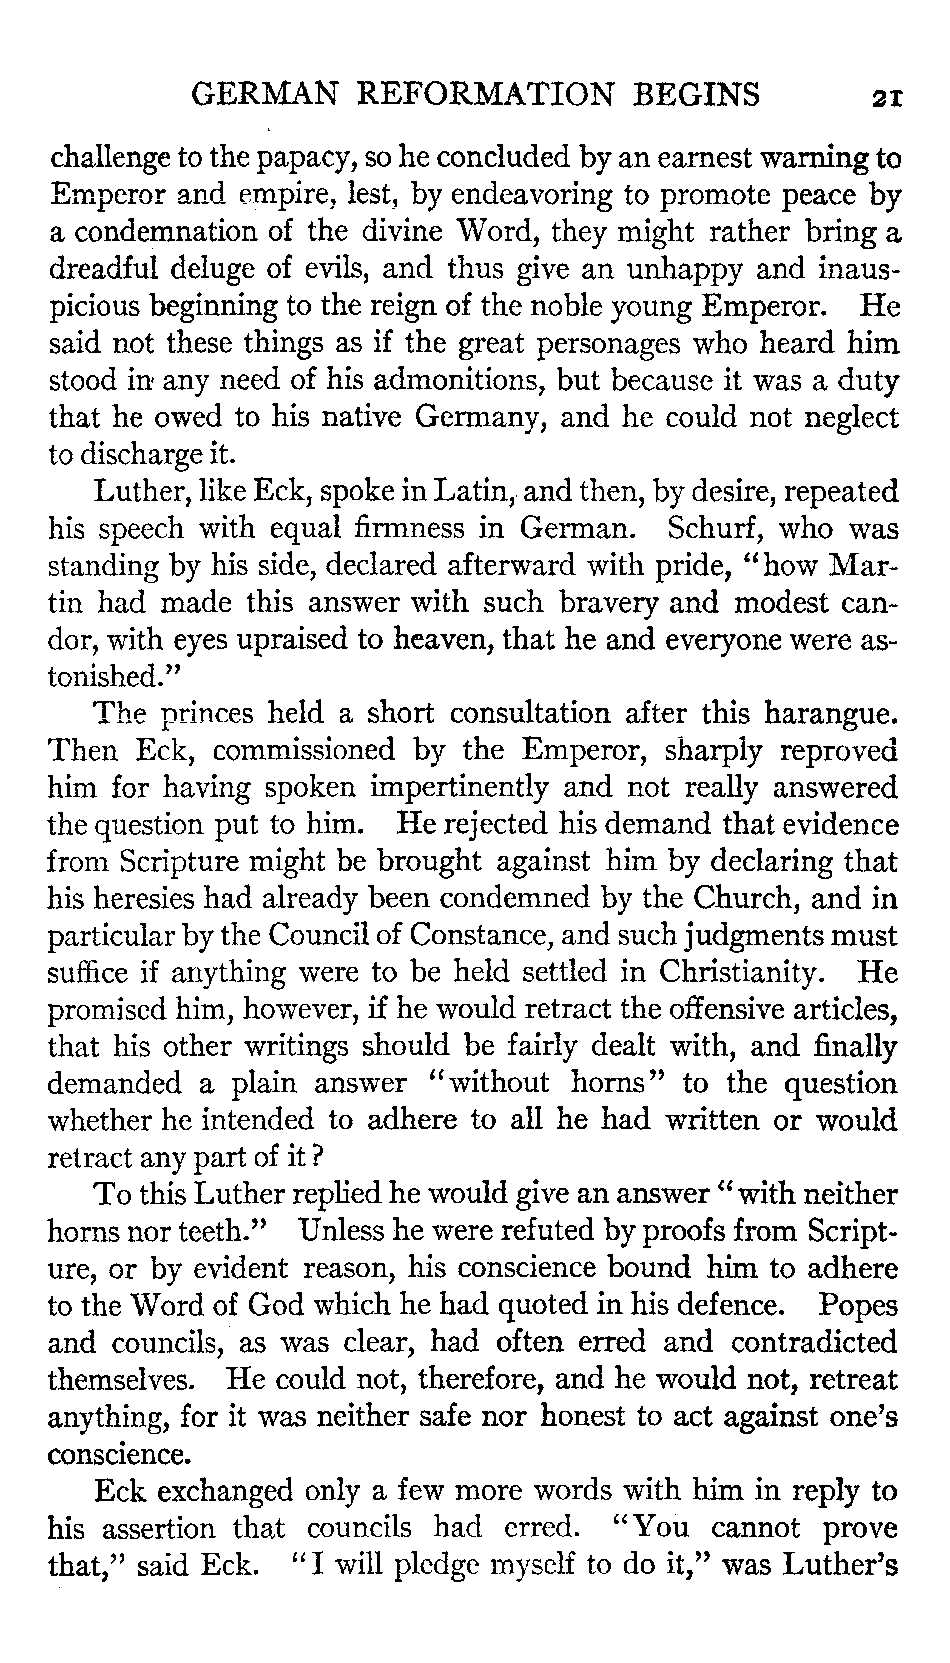 GERMAN REFORMATION BEGINS 21
challenge to the papacy, so he concluded by an earnest warning to
Emperor and empire, lest, by endeavoring to promote peace by
a condemnation of the divine Word, they might rather bring a
dreadful deluge of evils, and thus give an unhappy and inaus-
picious beginning to the reign of the noble young Emperor. He
said not these things as if the great personages who heard him
stood in any need of his admonitions, but because it was a duty
that he owed to his native Germany, and he could not neglect
to discharge it.
Luther, like Eck, spoke in Latin, and then, by desire, repeated
his speech with equal firmness in German. Schurf, who was
standing by his side, declared afterward with pride, "how Mar-
tin had made this answer with such bravery and modest can-
dor, with eyes upraised to heaven, that he and everyone were as-
tonished."
The princes held a short consultation after this harangue.
Then Eck, commissioned by the Emperor, sharply reproved
him for having spoken impertinently and not really answered
the question put to him. He rejected his demand that evidence
from Scripture might be brought against him by declaring that
his heresies had already been condemned by the Church, and in
particular by the Council of Constance, and such judgments must
suffice if anything were to be held settled in Christianity. He
promised him, however, if he would retract the offensive articles,
that his other writings should be fairly dealt with, and finally
demanded a plain answer "without horns" to the question
whether he intended to adhere to all he had written or would
retract any part of it?
To this Luther replied he would give an answer "with neither
horns nor teeth." Unless he were refuted by proofs from Script-
ure, or by evident reason, his conscience bound him to adhere
to the Word of God which he had quoted in his defence. Popes
and councils, as was clear, had often erred and contradicted
themselves. He could not, therefore, and he would not, retreat
anything, for it was neither safe nor honest to act against one's
conscience.
Eck exchanged only a few more words with him in reply to
his assertion that councils had erred. "You cannot prove
that," said Eck. "I will pledge myself to do it," was Luther's